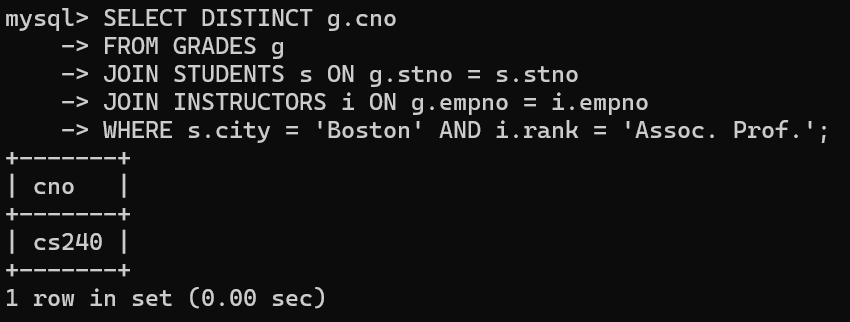 mysql> SELECT DISTINCT g.cno
    -> FROM GRADES g
    -> JOIN STUDENTS s ON g.stno = s.stno
    -> JOIN INSTRUCTORS i ON g.empno = i.empno
    -> WHERE s.city = 'Boston' AND i.rank = 'Assoc. Prof.';
+-------+
| cno   |
+-------+
| cs240 |
+-------+
1 row in set (0.00 sec)